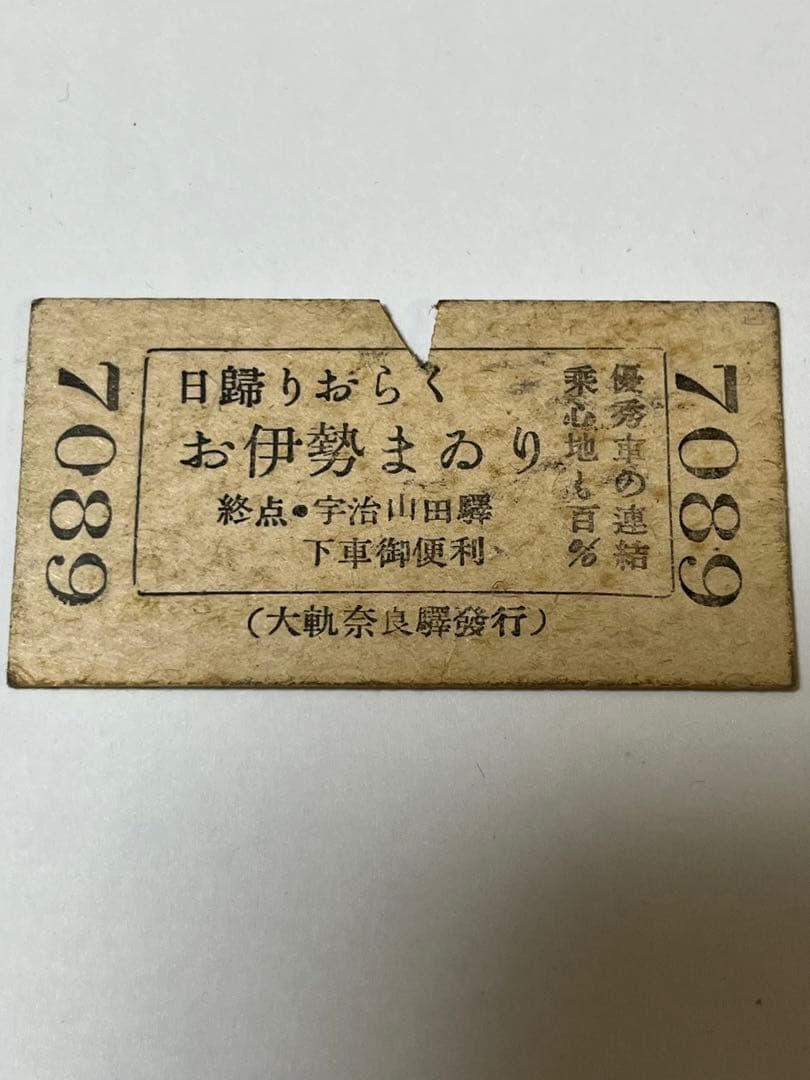 7089
日歸りおらく
お伊勢まゐり
終点・宇治山田驛
下車御便利
優秀車の連結
乗心地も百%
(大軌奈良驛發行)
7089